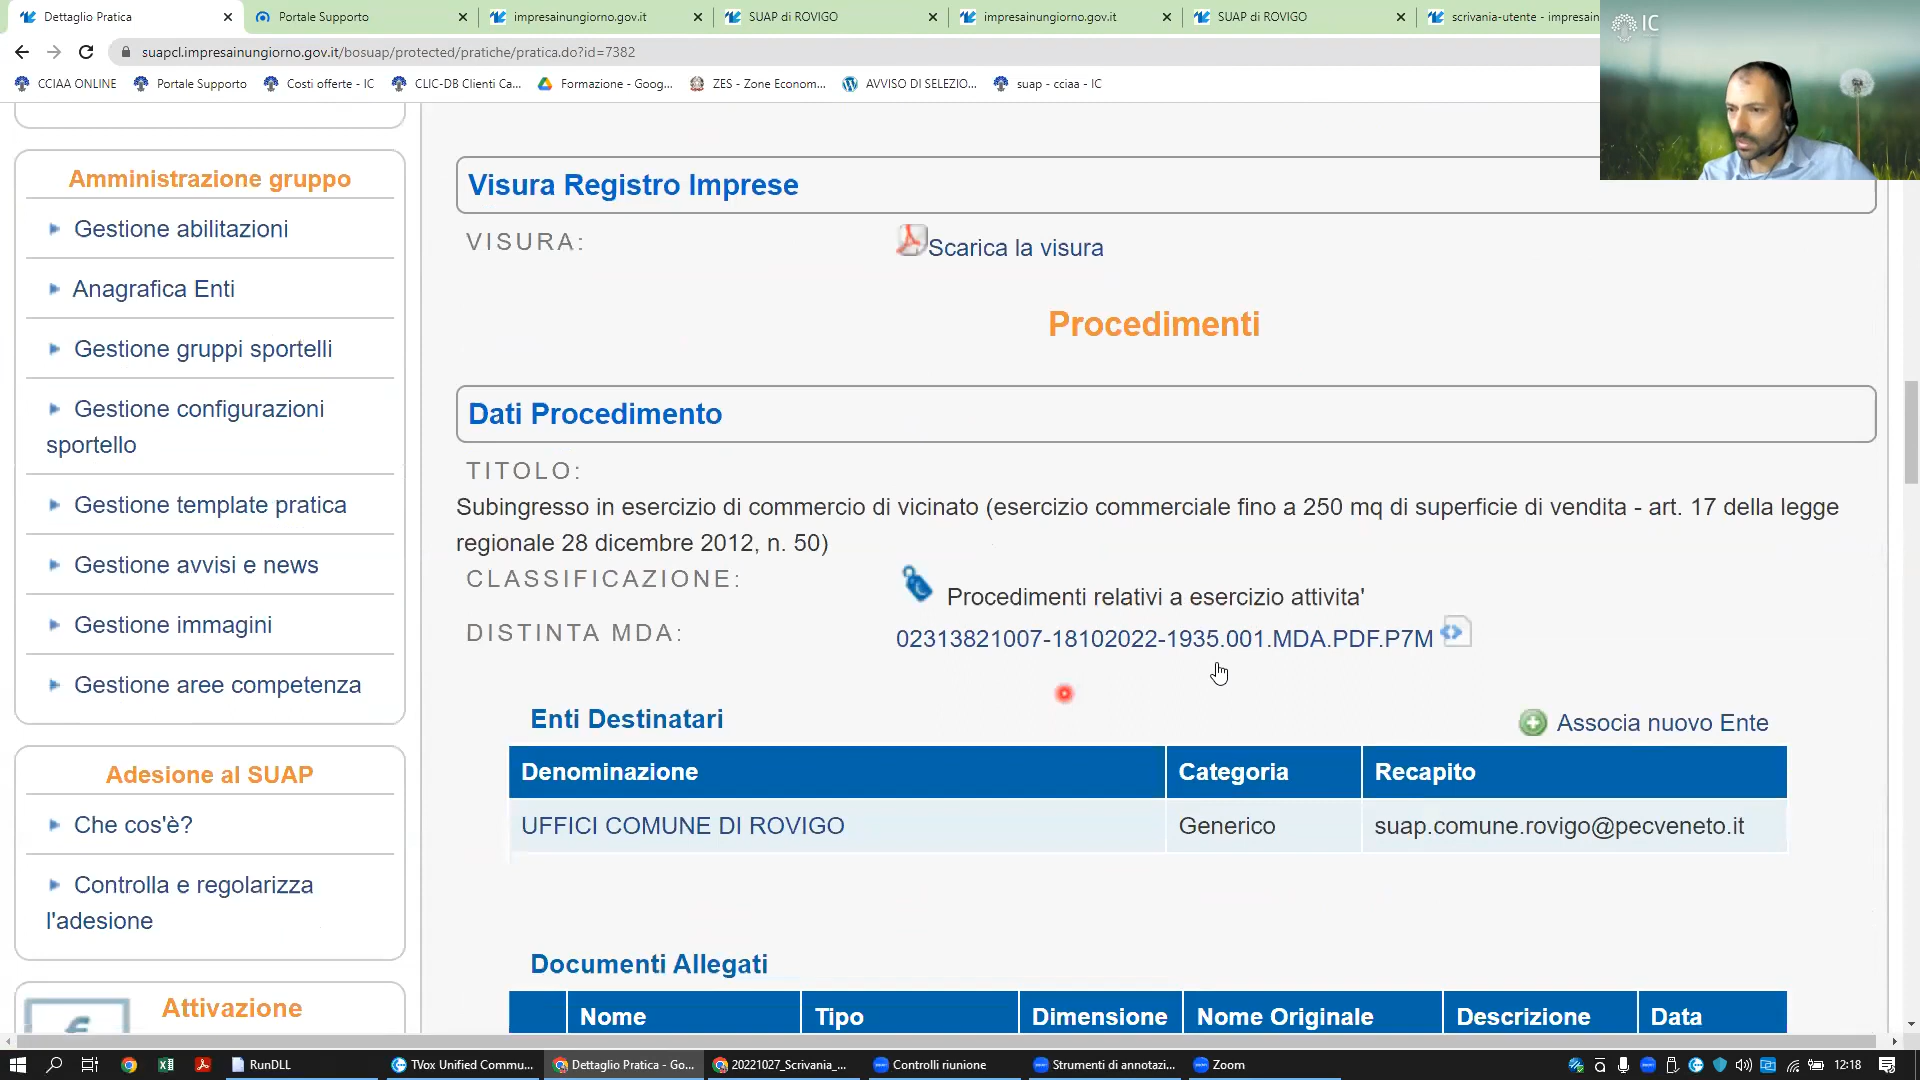 Dettaglio Pratica
Portale Supporto
impresainungiorno.gov.it
SUAP di ROVIGO
impresainungiorno.gov.it
SUAP di ROVIGO
scrivania-utente - impresain
IC
suapcl.impresainungiorno.gov.it/bosuap/protected/pratiche/pratica.do?id=7382
CCIAA ONLINE
Portale Supporto
Costi offerte - IC
CLIC-DB Clienti Ca...
Formazione - Goog...
ZES - Zone Econom...
AVVISO DI SELEZIO...
suap - cciaa - IC
Amministrazione gruppo
Gestione abilitazioni
Anagrafica Enti
Gestione gruppi sportelli
Gestione configurazioni
sportello
Gestione template pratica
Gestione avvisi e news
Gestione immagini
Gestione aree competenza
Adesione al SUAP
Che cos'è?
Controlla e regolarizza
l'adesione
Attivazione
Visura Registro Imprese
VISURA:
Scarica la visura
Procedimenti
Dati Procedimento
TITOLO:
Subingresso in esercizio di commercio di vicinato (esercizio commerciale fino a 250 mq di superficie di vendita - art. 17 della legge
regionale 28 dicembre 2012, n. 50)
CLASSIFICAZIONE:
Procedimenti relativi a esercizio attivita'
DISTINTA MDA:
02313821007-18102022-1935.001.MDA.PDF.P7M
Enti Destinatari
Associa nuovo Ente
Denominazione
Categoria
Recapito
UFFICI COMUNE DI ROVIGO
Generico
suap.comune.rovigo@pecveneto.it
Documenti Allegati
Nome
Tipo
Dimensione
Nome Originale
Descrizione
Data
RunDLL
TVox Unified Commu...
Dettaglio Pratica - Go...
20221027_Scrivania_...
Controlli riunione
Strumenti di annotazi...
Zoom
12:18